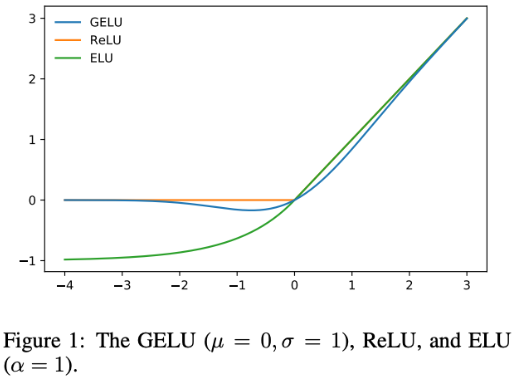 GELU
ReLU
ELU
3
2
1
0
−1
−4 −3 −2 −1 0 1 2 3
Figure 1: The GELU (μ = 0, σ = 1), ReLU, and ELU
(α = 1).